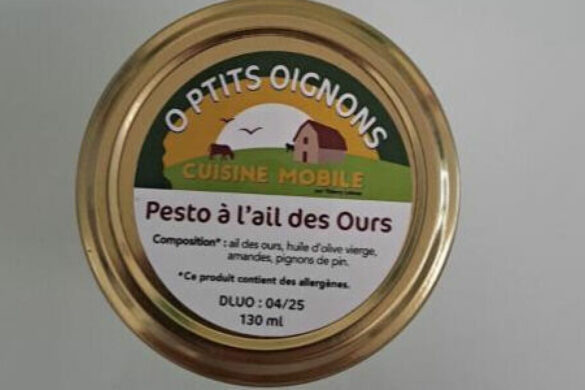 O PTITS OIGNONS
CUISINE MOBILE
Pesto à l'ail des Ours
Composition* : ail des ours, huile d'olive vierge,
amandes, pignons de pin.
*Ce produit contient des allergènes.
DLUO : 04/25
130 ml